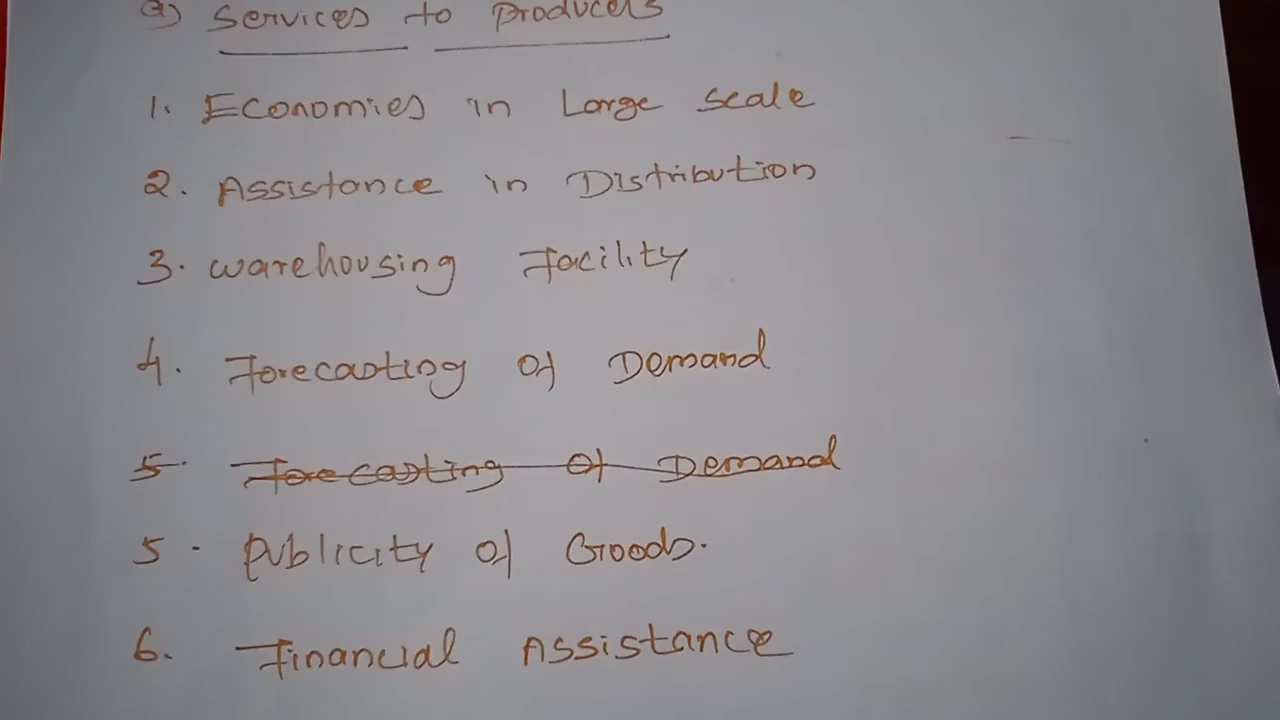 a) Services to Producers
1. Economies in Large Scale
2. Assistance in Distribution
3. Warehousing Facility
4. Forecasting of Demand
5. Forecasting of Demand
5. Publicity of Goods.
6. Financial Assistance